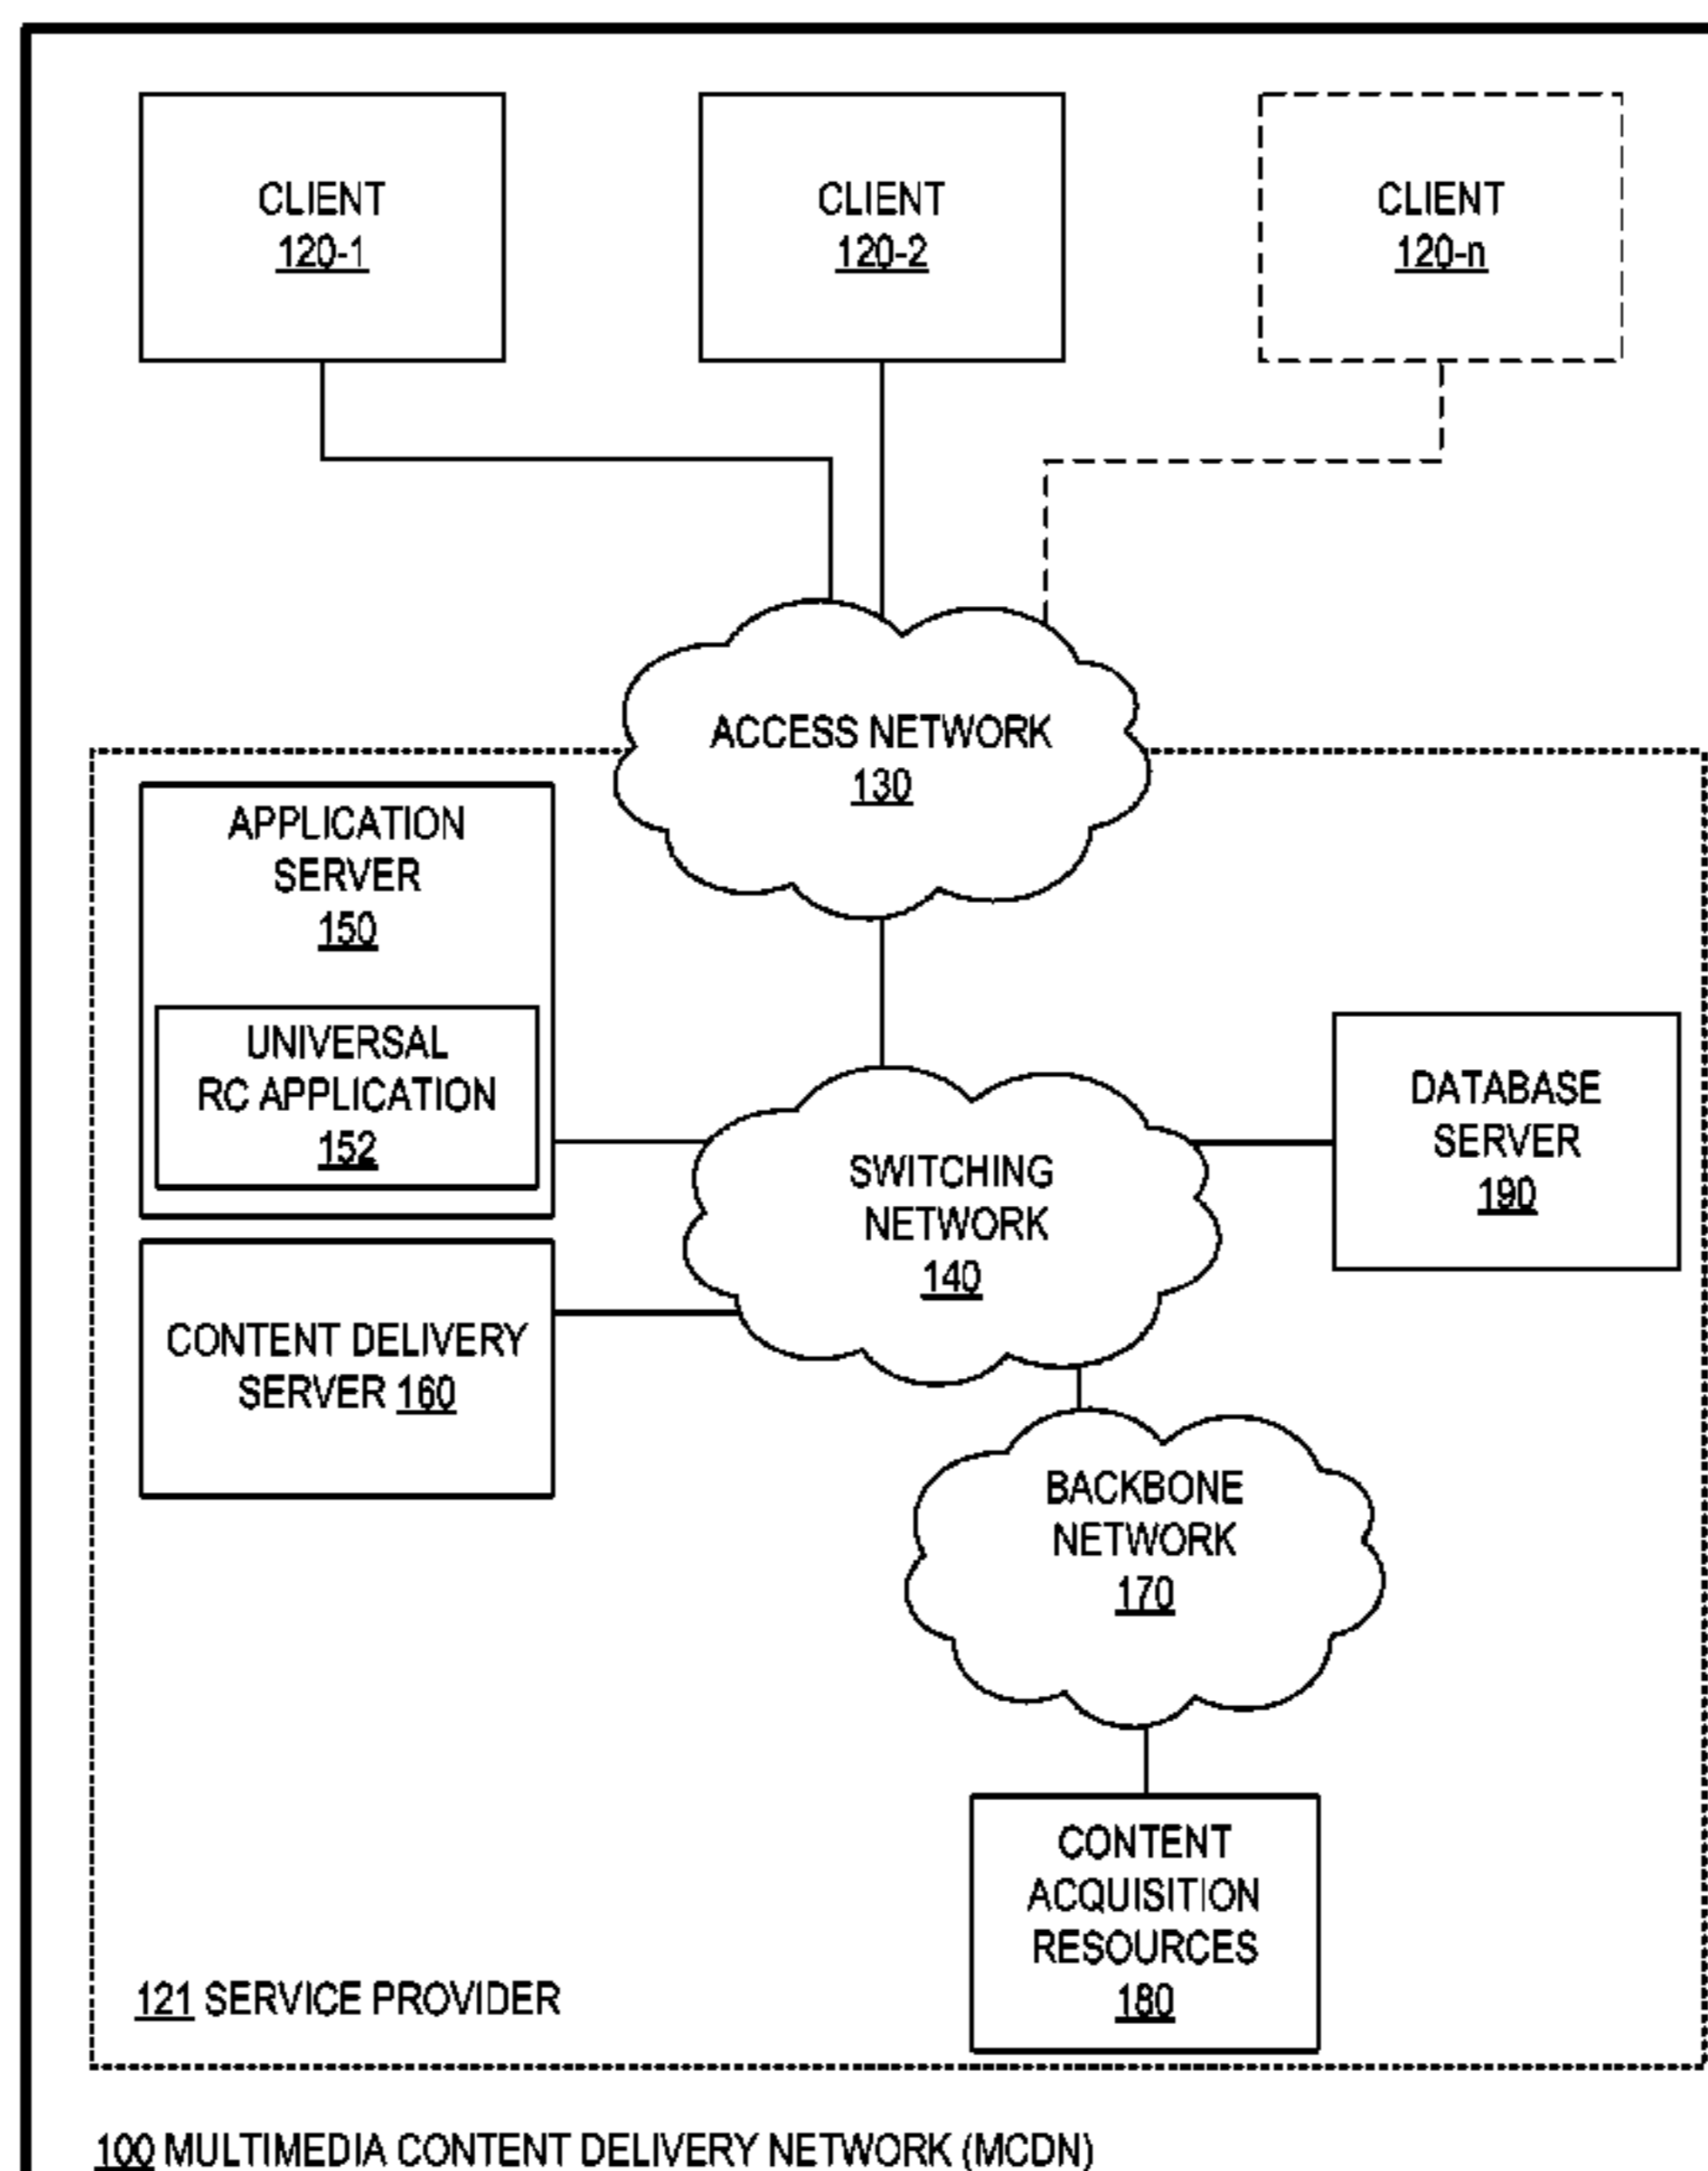 CLIENT
120-1
CLIENT
120-2
CLIENT
120-n
ACCESS NETWORK
130
APPLICATION
SERVER
150
UNIVERSAL
RC APPLICATION
152
SWITCHING
NETWORK
140
DATABASE
SERVER
190
CONTENT DELIVERY
SERVER 160
BACKBONE
NETWORK
170
CONTENT
ACQUISITION
RESOURCES
180
121 SERVICE PROVIDER
100 MULTIMEDIA CONTENT DELIVERY NETWORK (MCDN)